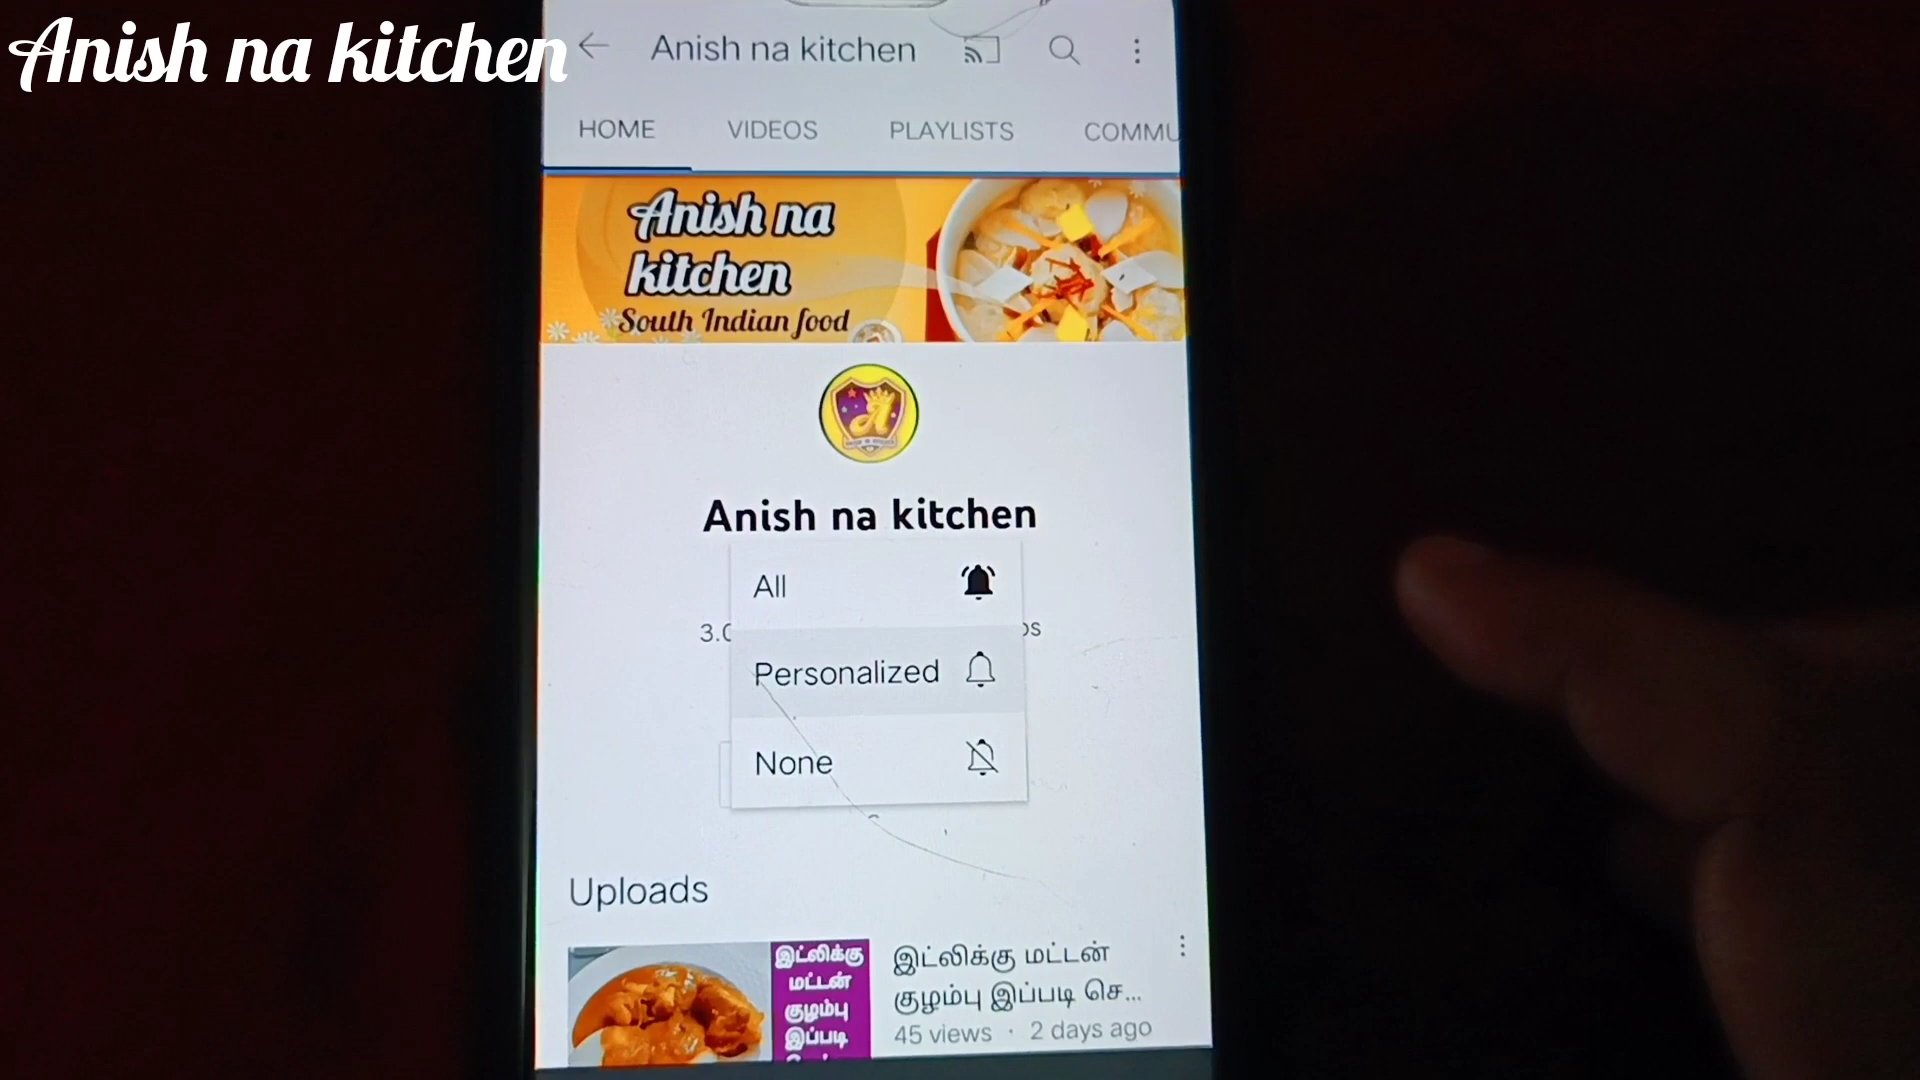 Anish na kitchen
Anish na kitchen
HOME VIDEOS PLAYLISTS COMMU
Anish na
kitchen
South Indian food
Anish na kitchen
All
Personalized
None
Uploads
இட்லிக்கு
மட்டன்
குழம்பு
இப்படி
இட்லிக்கு மட்டன்
குழம்பு இப்படி செ...
45 views · 2 days ago